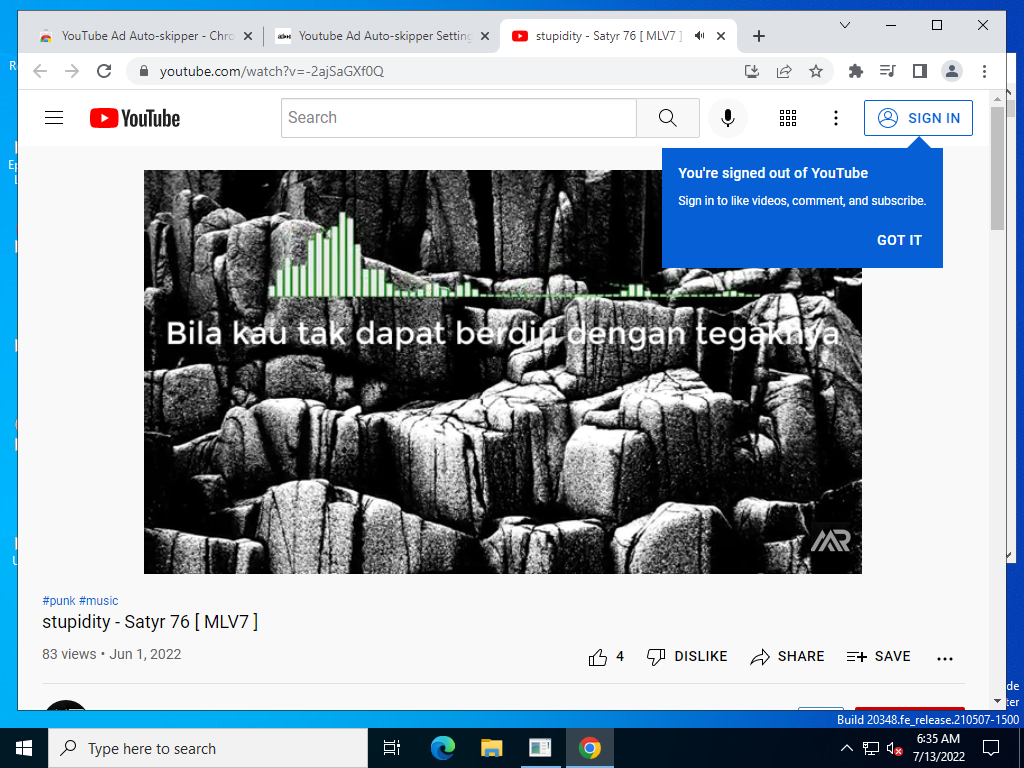 YouTube Ad Auto-skipper - Chro
Youtube Ad Auto-skipper Setting
stupidity - Satyr 76 [ MLV7 ]
youtube.com/watch?v=-2ajSaGXf0Q
YouTube
Search
SIGN IN
You're signed out of YouTube
Sign in to like videos, comment, and subscribe.
GOT IT
Bila kau tak dapat berdiri dengan tegaknya
MR
#punk #music
stupidity - Satyr 76 [ MLV7 ]
83 views • Jun 1, 2022
4
DISLIKE
SHARE
SAVE
Build 20348.fe_release.210507-1500
Type here to search
6:35 AM
7/13/2022